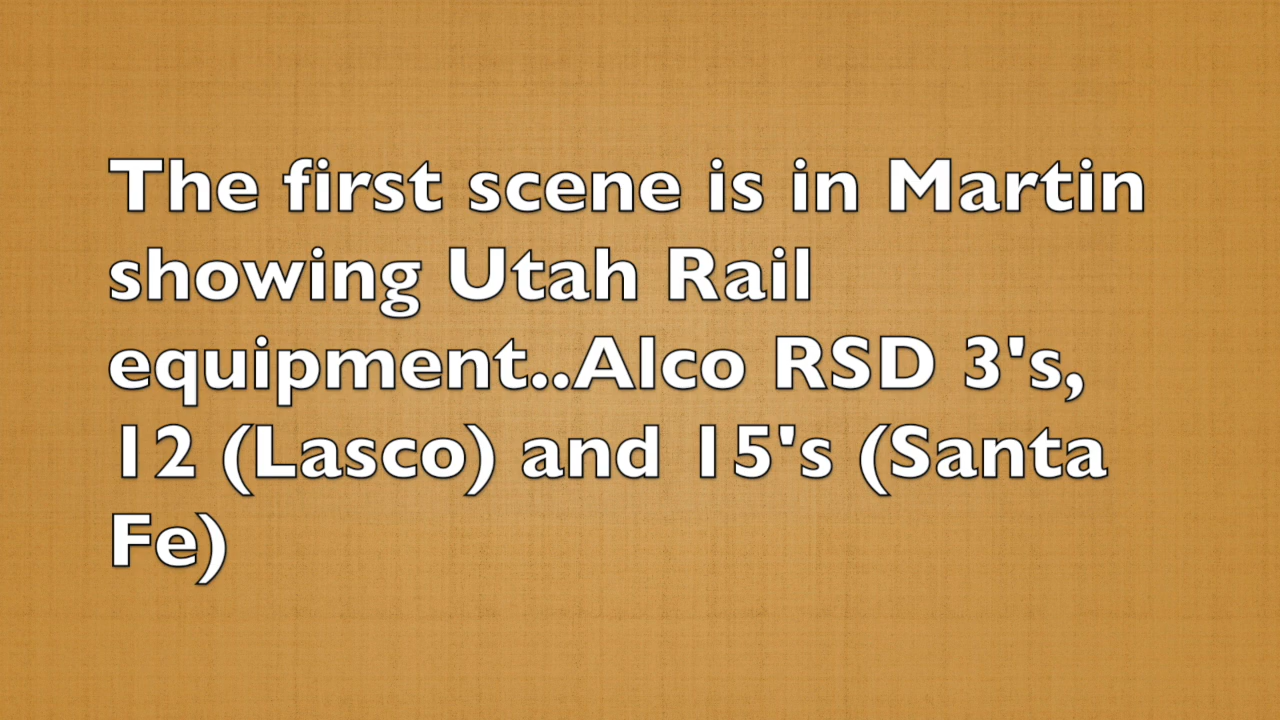 The first scene is in Martin
showing Utah Rail
equipment..Alco RSD 3's,
12 (Lasco) and 15's (Santa
Fe)